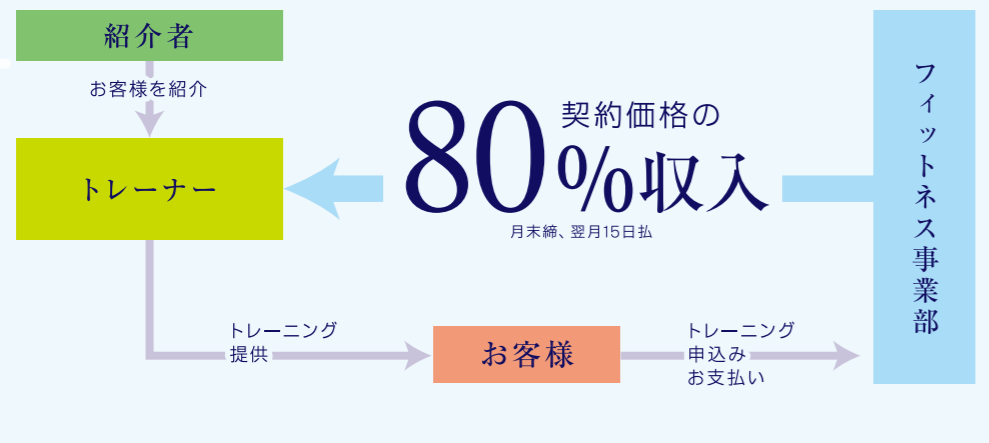 紹介者
お客様を紹介
トレーナー
契約価格の
80%収入
月末締、翌月15日払
フィットネス事業部
トレーニング
提供
お客様
トレーニング
申込み
お支払い